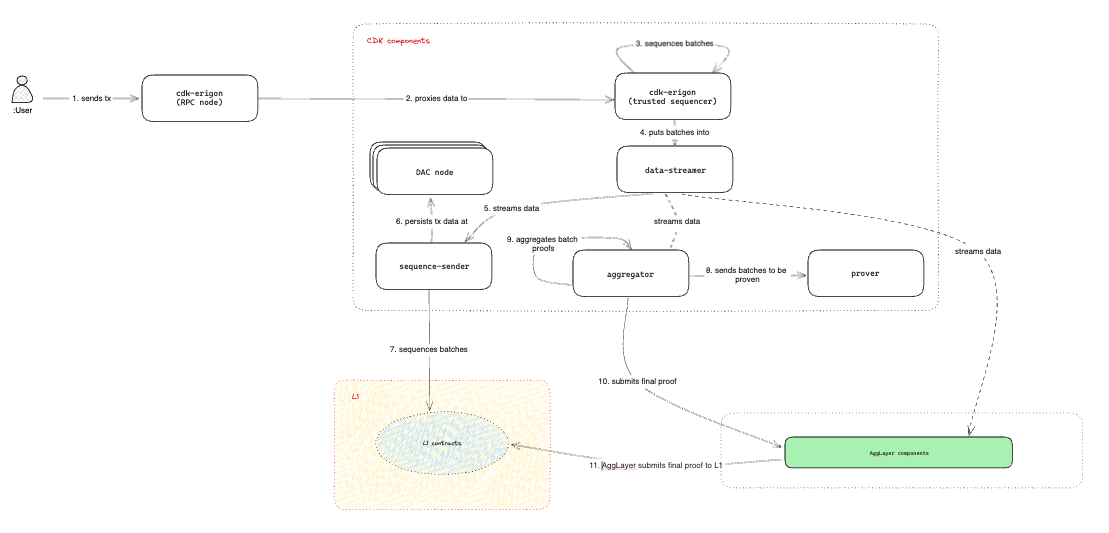 CDK components
3. sequences batches
1. sends tx
:User
cdk-erigon
(RPC node)
2. proxies data to
cdk-erigon
(trusted sequencer)
4. puts batches into
DAC node
data-streamer
5. streams data
6. persists tx data at
streams data
9. aggregates batch
proofs
streams data
sequence-sender
aggregator
8. sends batches to be
proven
prover
7. sequences batches
10. submits final proof
L1
L1 contracts
AggLayer components
11. AggLayer submits final proof to L1